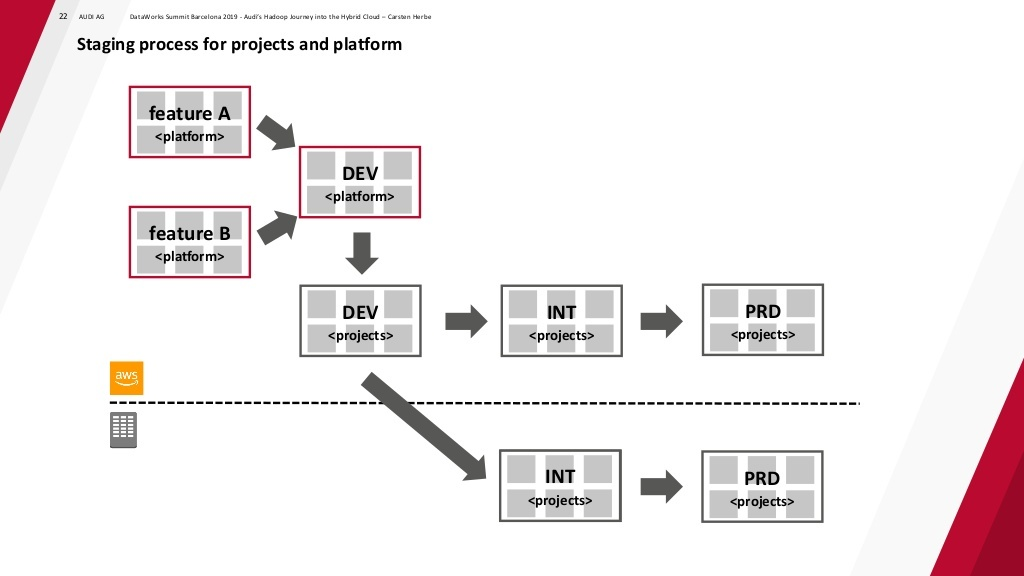 22 AUDI AG DataWorks Summit Barcelona 2019 - Audi's Hadoop Journey into the Hybrid Cloud – Carsten Herbe
Staging process for projects and platform
feature A
<platform>
DEV
<platform>
feature B
<platform>
DEV
<projects>
INT
<projects>
PRD
<projects>
aws
INT
<projects>
PRD
<projects>